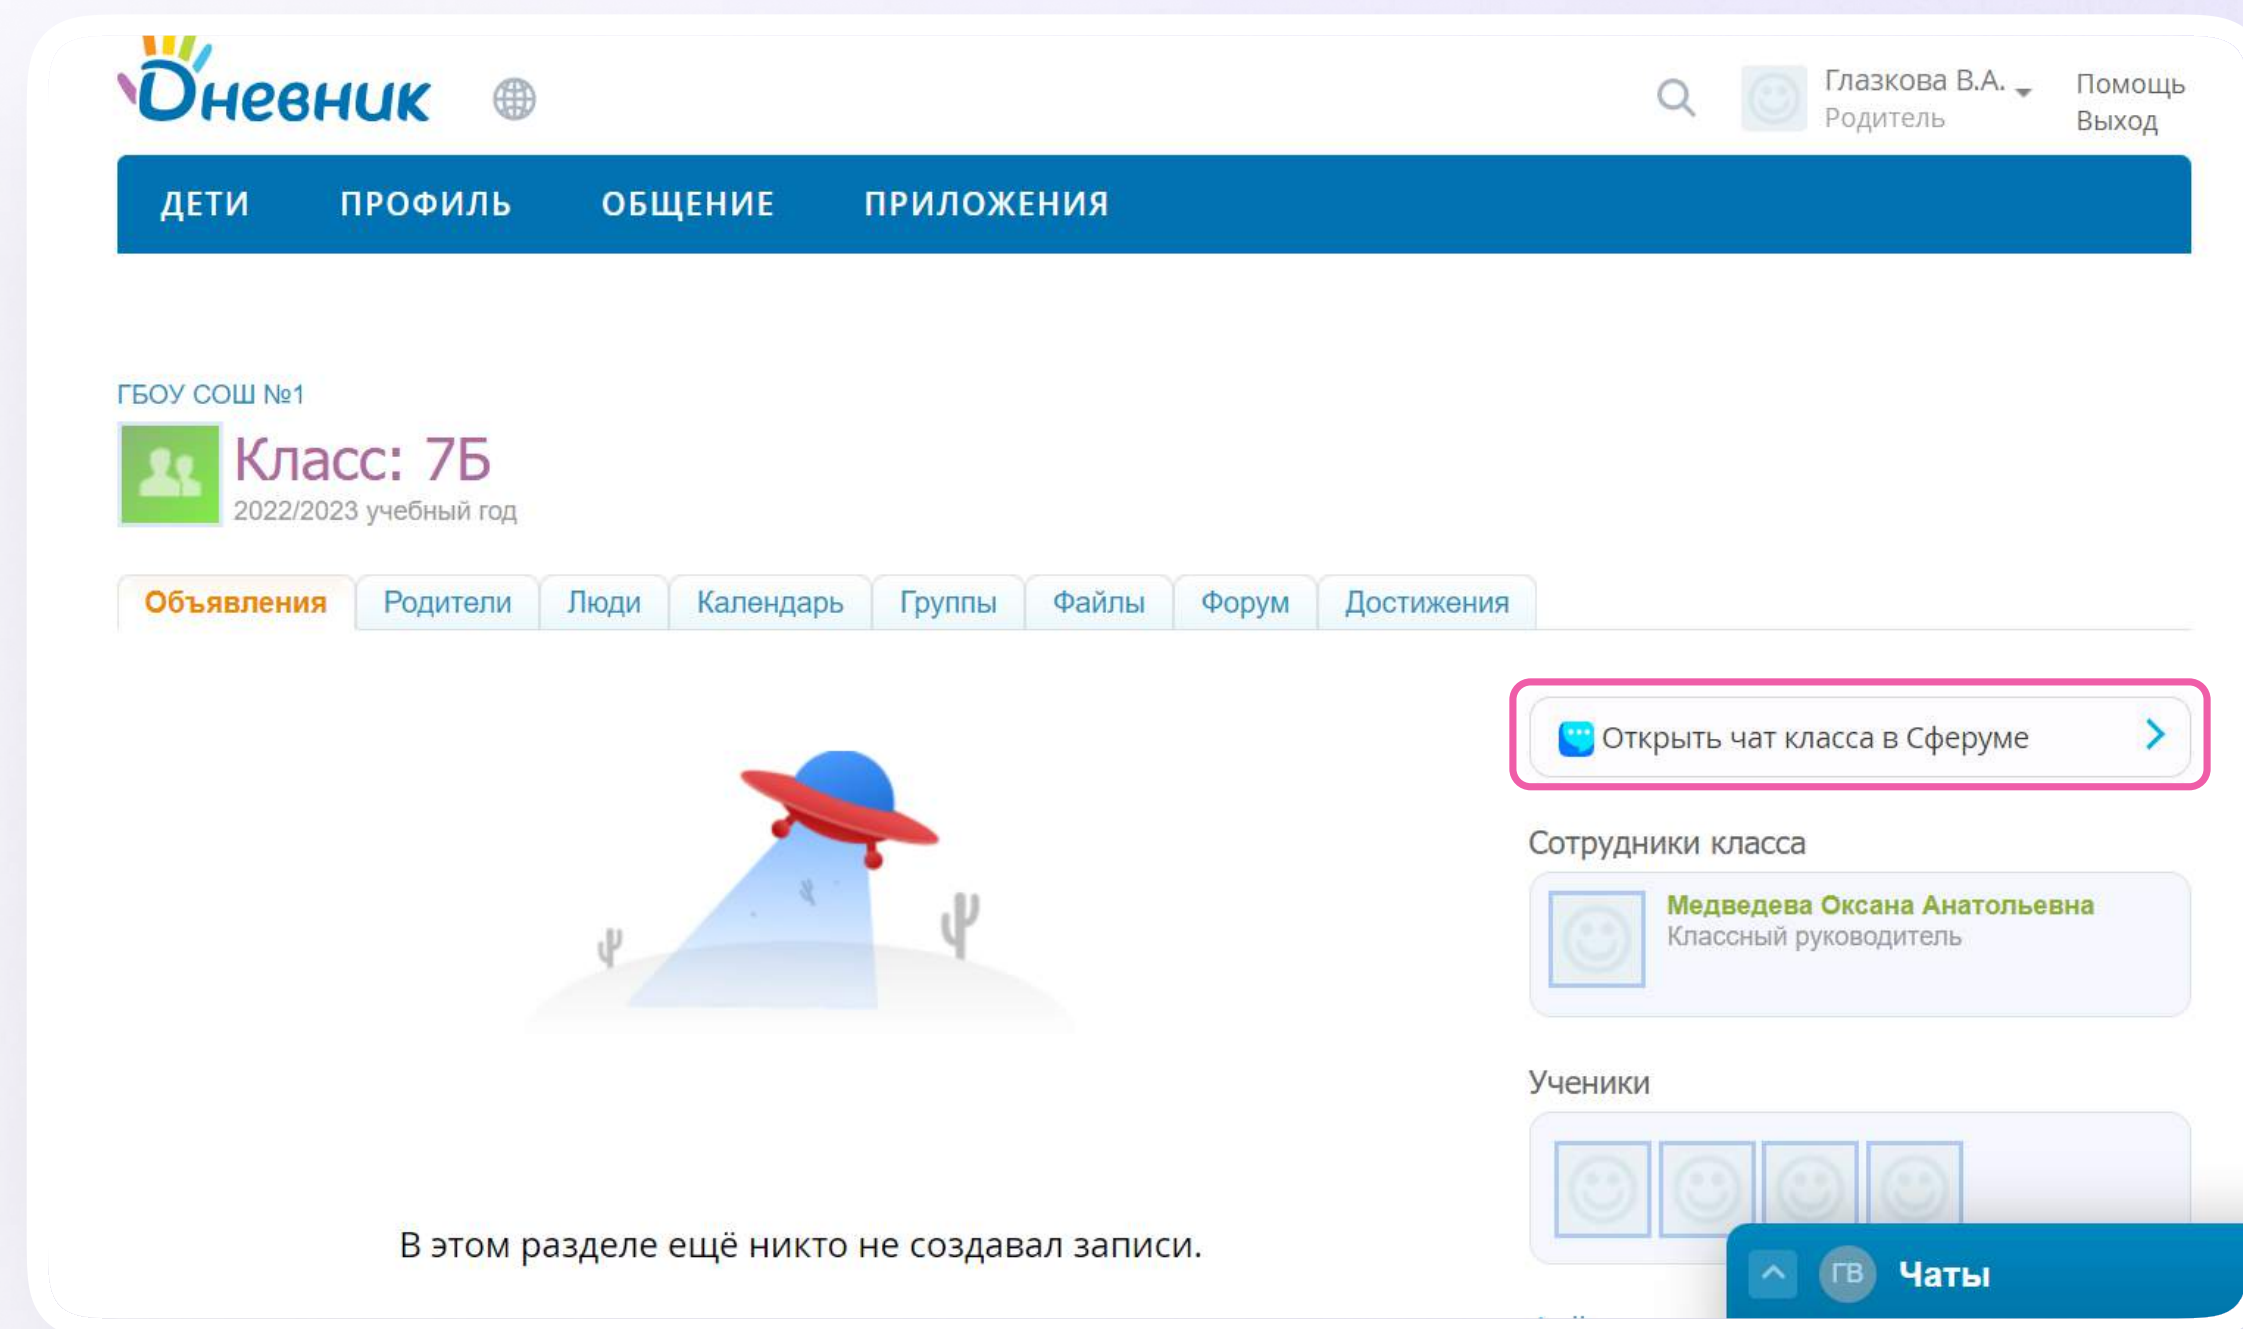 Дневник
Глазкова В.А.
Родитель
Помощь
Выход
ДЕТИ ПРОФИЛЬ ОБЩЕНИЕ ПРИЛОЖЕНИЯ
ГБОУ СОШ №1
Класс: 7Б
2022/2023 учебный год
Объявления Родители Люди Календарь Группы Файлы Форум Достижения
Открыть чат класса в Сферуме
Сотрудники класса
Медведева Оксана Анатольевна
Классный руководитель
Ученики
В этом разделе ещё никто не создавал записи.
ГВ Чаты